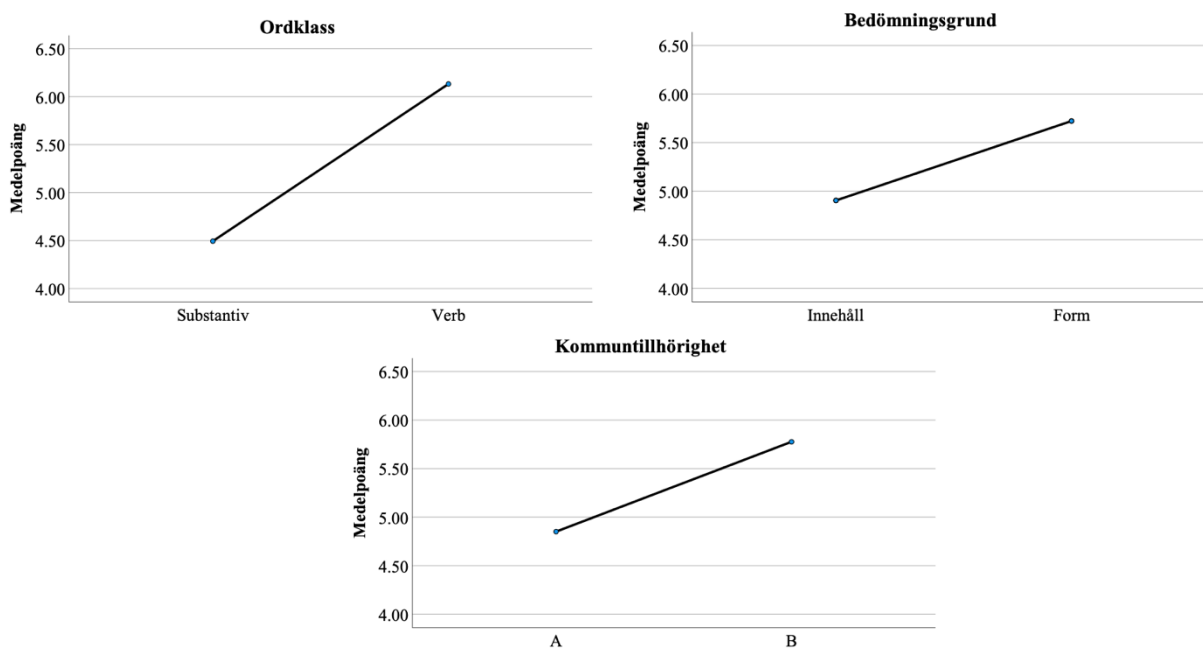 Ordklass
Medelpoäng
6.50
6.00
5.50
5.00
4.50
4.00
Substantiv Verb
Bedömningsgrund
Medelpoäng
6.50
6.00
5.50
5.00
4.50
4.00
Innehåll Form
Kommuntillhörighet
Medelpoäng
6.50
6.00
5.50
5.00
4.50
4.00
A B